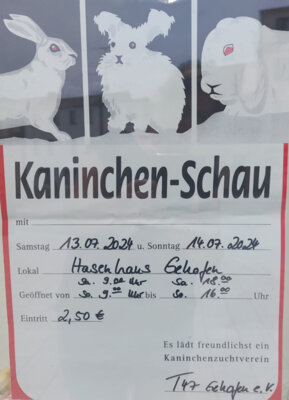 Kaninchen-Schau
mit
Samstag 13.07.2024 u. Sonntag 14.07.2024
Lokal Hasenhaus Gehofen
Sa. 9.00 Uhr Sa. 18.00
Geöffnet von So. 9.00 Uhr bis So. 16.00 Uhr
Eintritt 2,50 €
Es lädt freundlichst ein
Kaninchenzuchtverein
T47 Gehofen e.V.